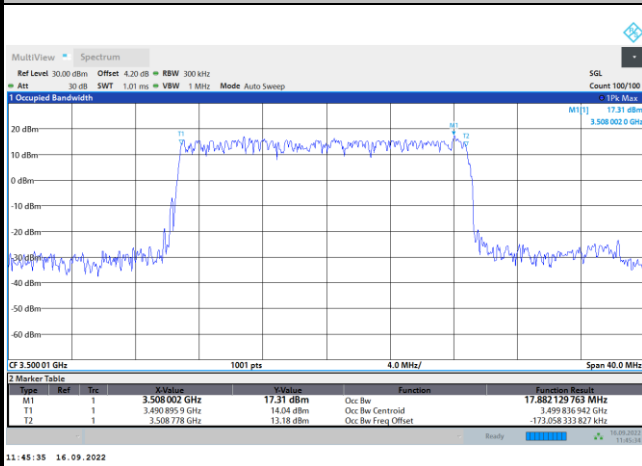 MultiView Spectrum
Ref Level 30.00 dBm Offset 4.20 dB RBW 300 kHz SGL
Att 30 dB SWT 1.01 ms VBW 1 MHz Mode Auto Sweep Count 100/100
1 Occupied Bandwidth 1Pk Max
M1[1] 17.31 dBm
3.508 002 0 GHz
M1
T1 T2
20 dBm
10 dBm
0 dBm
-10 dBm
-20 dBm
-30 dBm
-40 dBm
-50 dBm
-60 dBm
CF 3.500 01 GHz 1001 pts 4.0 MHz/ Span 40.0 MHz
2 Marker Table
Type Ref Trc X-Value Y-Value Function Function Result
M1 1 3.508 002 GHz 17.31 dBm Occ Bw 17.882 129 763 MHz
T1 1 3.490 895 9 GHz 14.04 dBm Occ Bw Centroid 3.499 836 942 GHz
T2 1 3.508 778 GHz 13.18 dBm Occ Bw Freq Offset -173.058 333 827 kHz
Ready 16.09.2022
11:45:34
11:45:35 16.09.2022